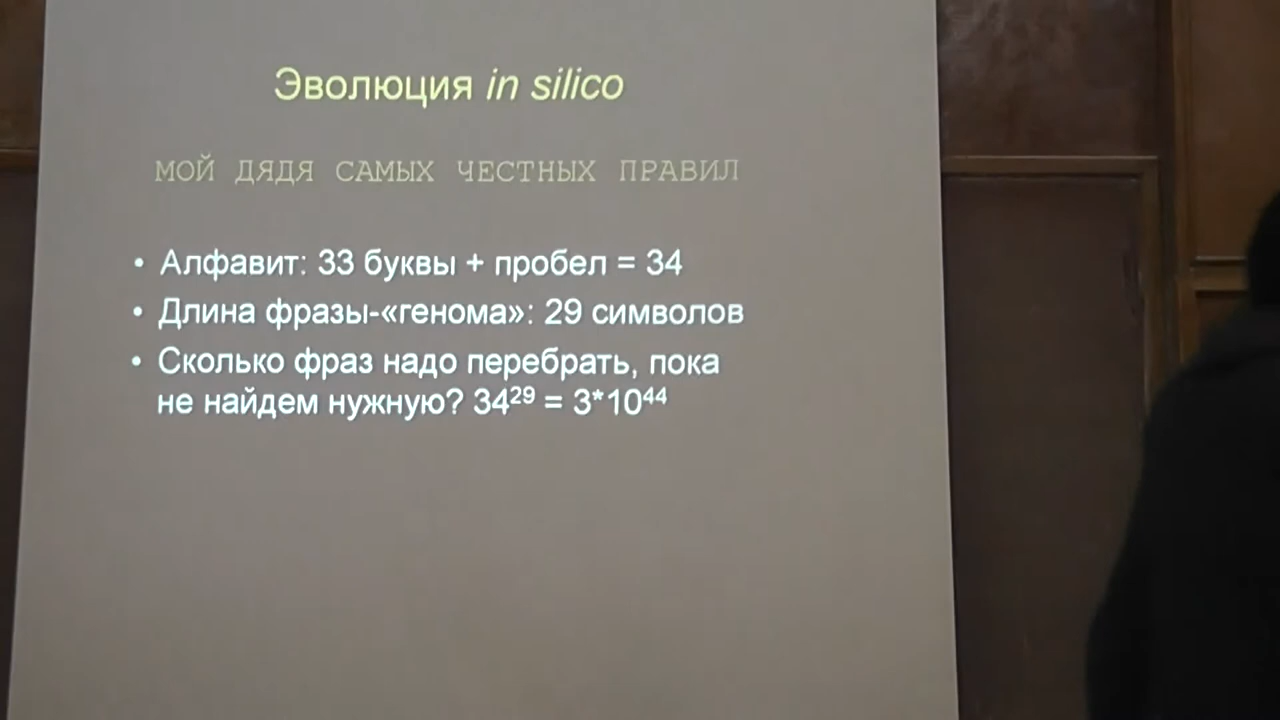 Эволюция in silico
МОЙ ДЯДЯ САМЫХ ЧЕСТНЫХ ПРАВИЛ
• Алфавит: 33 буквы + пробел = 34
• Длина фразы-«генома»: 29 символов
• Сколько фраз надо перебрать, пока
не найдем нужную? 34²⁹ = 3*10⁴⁴